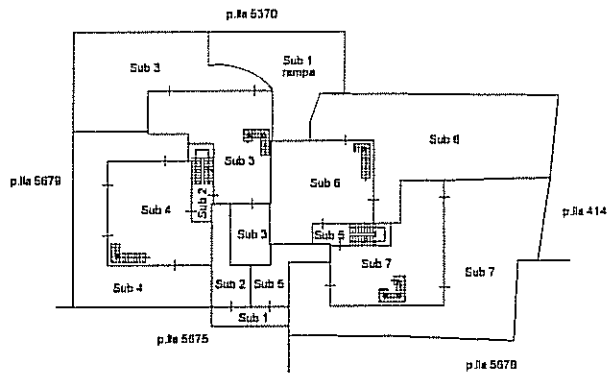 p.lla 5370
Sub 3
Sub 1
rampa
Sub 6
Sub 3
p.lla 5679
Sub 2
Sub 6
Sub 4
p.lla 414
Sub 5
Sub 3
Sub 7
Sub 7
Sub 4
Sub 2
Sub 5
Sub 1
p.lla 5675
p.lla 5678